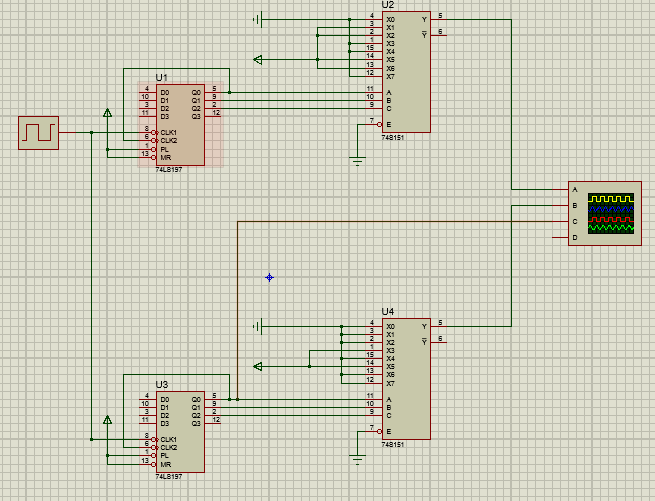 U2
4 X0 Y 5
3 X1
2 X2 Y 6
1 X3
15 X4
14 X5
13 X6
12 X7
11 A
10 B
9 C
7 E
74S151
U1
4 D0 Q0 5
10 D1 Q1 9
3 D2 Q2 2
11 D3 Q3 12
8 CLK1
6 CLK2
1 PL
13 MR
74LS197
A
B
C
D
U4
4 X0 Y 5
3 X1
2 X2 Y 6
1 X3
15 X4
14 X5
13 X6
12 X7
11 A
10 B
9 C
7 E
74S151
U3
4 D0 Q0 5
10 D1 Q1 9
3 D2 Q2 2
11 D3 Q3 12
8 CLK1
6 CLK2
1 PL
13 MR
74LS197